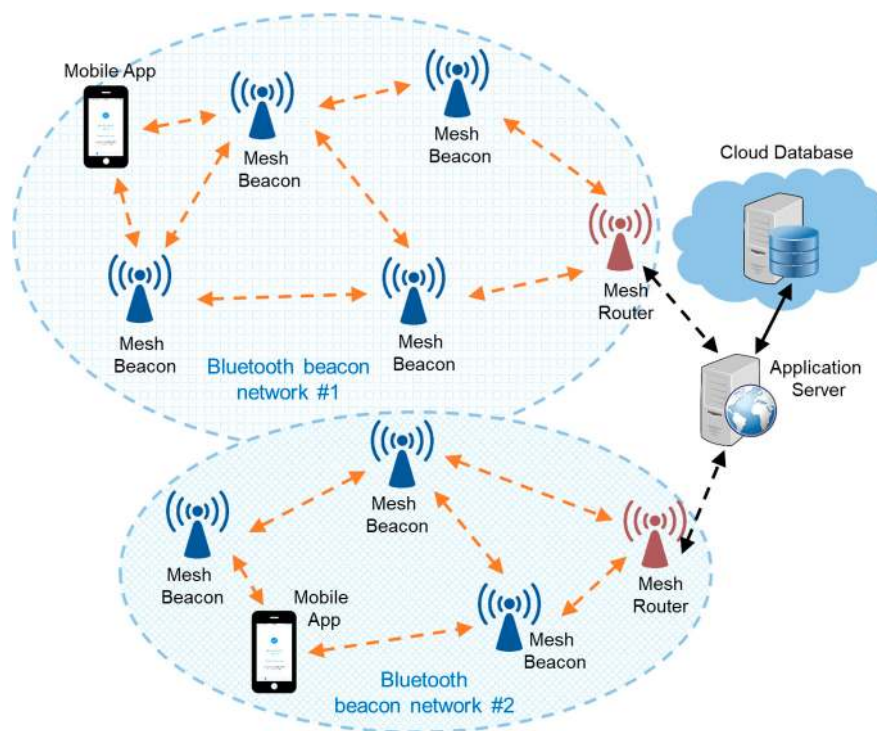 Mobile App
Mesh
Beacon
Mesh
Beacon
Cloud Database
Mesh
Beacon
Mesh
Beacon
Mesh
Router
Bluetooth beacon
network #1
Application
Server
Mesh
Beacon
Mesh
Beacon
Mobile
App
Mesh
Beacon
Mesh
Router
Bluetooth
beacon network #2